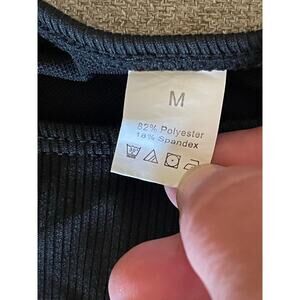 M
82% Polyester
18% Spandex